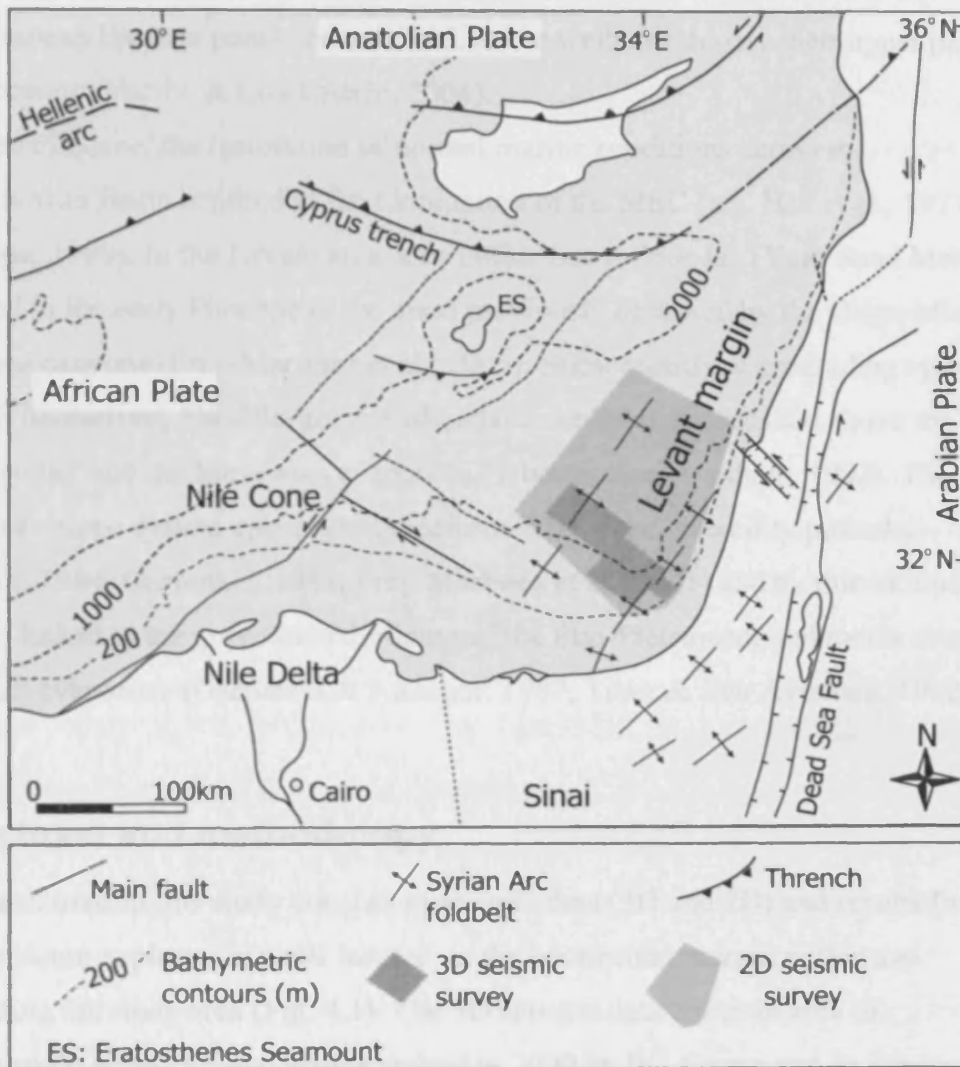 30°E
Anatolian Plate
34°E
36°N
Hellenic
arc
Cyprus trench
ES
2000
African Plate
Levant margin
Arabian Plate
Nile Cone
32°N
1000
200
Nile Delta
Dead Sea Fault
N
0 100km
Cairo
Sinai
Main fault
Syrian Arc
foldbelt
Thrench
200
Bathymetric
contours (m)
3D seismic
survey
2D seismic
survey
ES: Eratosthenes Seamount